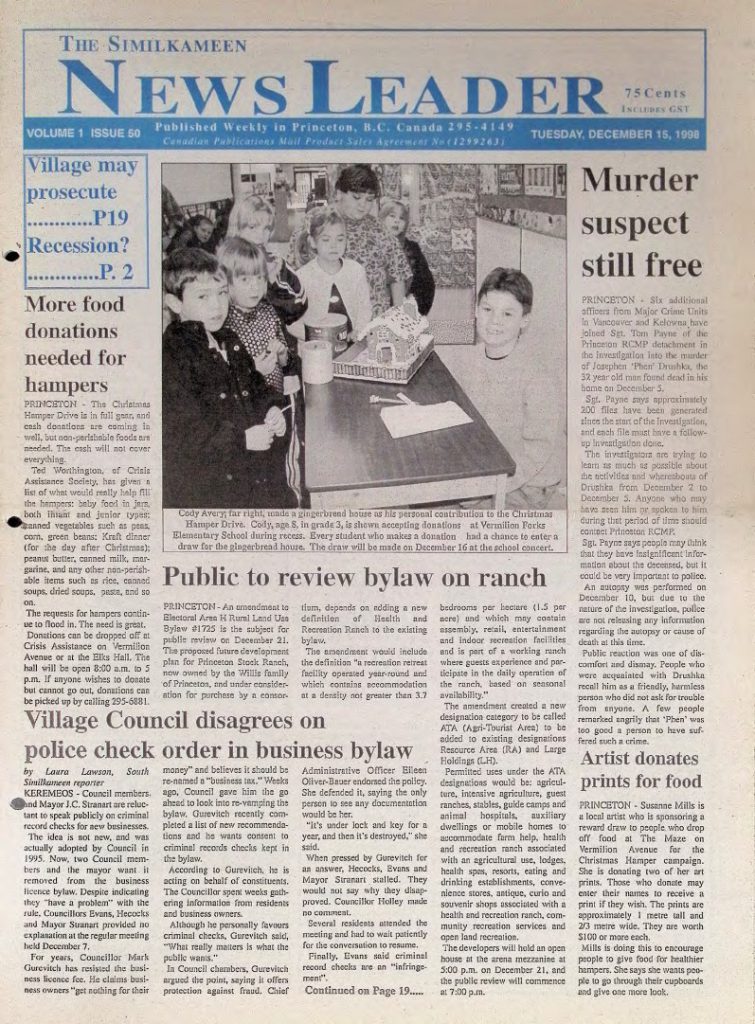 THE SIMILKAMEEN
NEWS LEADER
75 Cents
INCLUDES GST
VOLUME 1 ISSUE 50
Published Weekly in Princeton, B.C. Canada 295-4149
Canadian Publications Mail Product Sales Agreement No (1299263)
TUESDAY, DECEMBER 15, 1998
Village may
prosecute
............P19
Recession?
.............P. 2
More food
donations
needed for
hampers
PRINCETON - The Christmas
Hamper Drive is in full gear, and
cash donations are coming in
well, but non-perishable foods are
needed. The cash will not cover
everything.
Ted Worthington, of Crisis
Assistance Society, has given a
list of what would really help fill
the hampers: baby food in jars,
both infant and junior types;
canned vegetables such as peas,
corn, green beans; Kraft dinner
(for the day after Christmas);
peanut butter, canned milk, mar-
garine, and any other non-perish-
able items such as rice, canned
soups, dried soups, pasta, and so
on.
The requests for hampers contin-
ue to flood in. The need is great.
Donations can be dropped off at
Crisis Assistance on Vermilion
Avenue or at the Elks Hall. The
hall will be open 8:00 a.m. to 5
p.m. If anyone wishes to donate
but cannot go out, donations can
be picked up by calling 295-6881.
Cody Avery, far right, made a gingerbread house as his personal contribution to the Christmas
Hamper Drive. Cody, age 8, in grade 3, is shown accepting donations at Vermilion Forks
Elementary School during recess. Every student who makes a donation had a chance to enter a
draw for the gingerbread house. The draw will be made on December 16 at the school concert.
Murder
suspect
still free
PRINCETON - Six additional
officers from Major Crime Units
in Vancouver and Kelowna have
joined Sgt. Tom Payne of the
Princeton RCMP detachment in
the investigation into the murder
of Josephen 'Phen' Drushka, the
52 year old man found dead in his
home on December 5.
Sgt. Payne says approximately
200 files have been generated
since the start of the investigation,
and each file must have a follow-
up investigation done.
The investigators are trying to
learn as much as possible about
the activities and whereabouts of
Drushka from December 2 to
December 5. Anyone who may
have seen him or spoken to him
during that period of time should
contact Princeton RCMP.
Sgt. Payne says people may think
that they have insignificent infor-
mation about the deceased, but it
could be very important to police.
An autopsy was performed on
December 10, but due to the
nature of the investigation, police
are not releasing any information
regarding the autopsy or cause of
death at this time.
Public reaction was one of dis-
comfort and dismay. People who
were acquainted with Drushka
recall him as a friendly, harmless
person who did not ask for trouble
from anyone. A few people
remarked angrily that 'Phen' was
too good a person to have suf-
fered such a crime.
Public to review bylaw on ranch
PRINCETON - An amendment to
Electoral Area H Rural Land Use
Bylaw #1725 is the subject for
public review on December 21.
The proposed future development
plan for Princeton Stock Ranch,
now owned by the Willis family
of Princeton, and under consider-
ation for purchase by a consor-
tium, depends on adding a new
definition of Health and
Recreation Ranch to the existing
bylaw.
The amendment would include
the definition "a recreation retreat
facility operated year-round and
which contains accommodation
at a density not greater than 3.7
bedrooms per hectare (1.5 per
acre) and which may contain
assembly, retail, entertainment
and indoor recreation facilities
and is part of a working ranch
where guests experience and par-
ticipate in the daily operation of
the ranch, based on seasonal
availability."
The amendment created a new
designation category to be called
ATA (Agri-Tourist Area) to be
added to existing designations
Resource Area (RA) and Large
Holdings (LH).
Permitted uses under the ATA
designations would be: agricul-
ture, intensive agriculture, guest
ranches, stables, guide camps and
animal hospitals, auxiliary
dwellings or mobile homes to
accommodate farm help, health
and recreation ranch associated
with an agricultural use, lodges,
health spas, resorts, eating and
drinking establishments, conve-
nience stores, antique, curio and
souvenir shops associated with a
health and recreation ranch, com-
munity recreation services and
open land recreation.
The developers will hold an open
house at the arena mezzanine at
5:00 p.m. on December 21, and
the public review will commence
at 7:00 p.m.
Village Council disagrees on
police check order in business bylaw
by Laura Lawson, South
Similkameen reporter
KEREMEOS - Council members
and Mayor J.C. Stranart are reluc-
tant to speak publicly on criminal
record checks for new businesses.
The idea is not new, and was
actually adopted by Council in
1995. Now, two Council mem-
bers and the mayor want it
removed from the business
licence bylaw. Despite indicating
they "have a problem" with the
rule, Councillors Evans, Hecocks
and Mayor Stranart provided no
explanation at the regular meeting
held December 7.
For years, Councillor Mark
Gurevitch has resisted the busi-
ness licence fee. He claims busi-
ness owners "get nothing for their
money" and believes it should be
re-named a "business tax." Weeks
ago, Council gave him the go
ahead to look into re-vamping the
bylaw. Gurevitch recently com-
pleted a list of new recommenda-
tions and he wants consent to
criminal records checks kept in
the bylaw.
According to Gurevitch, he is
acting on behalf of constituents.
The Councillor spent weeks gath-
ering information from residents
and business owners.
Although he personally favours
criminal checks, Gurevitch said,
"What really matters is what the
public wants."
In Council chambers, Gurevitch
argued the point, saying it offers
protection against fraud. Chief
Administrative Officer Eileen
Oliver-Bauer endorsed the policy.
She defended it, saying the only
person to see any documentation
would be her.
"It's under lock and key for a
year, and then it's destroyed," she
said.
When pressed by Gurevitch for
an answer, Hecocks, Evans and
Mayor Stranart stalled. They
would not say why they disap-
proved. Councillor Holley made
no comment.
Several residents attended the
meeting and had to wait patiently
for the conversation to resume.
Finally, Evans said criminal
record checks are an "infringe-
ment".
Continued on Page 19.....
Artist donates
prints for food
PRINCETON - Susanne Mills is
a local artist who is sponsoring a
reward draw to people who drop
off food at The Maze on
Vermilion Avenue for the
Christmas Hamper campaign.
She is donating two of her art
prints. Those who donate may
enter their names to receive a
print if they wish. The prints are
approximately 1 metre tall and
2/3 metre wide. They are worth
$100 or more each.
Mills is doing this to encourage
people to give food for healthier
hampers. She says she wants peo-
ple to go through their cupboards
and give one more look.